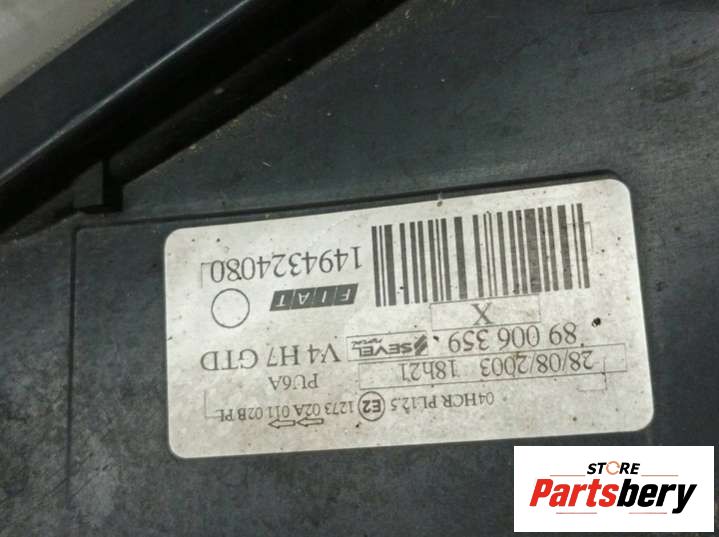 04HCR PL12.5 E2 1273 02A 011 02B PL
28/08/2003 18h21 PU6A
89 006 359 SEVEL V4 H7 GTD
X FIAT
1494324080
STORE
Partsbery